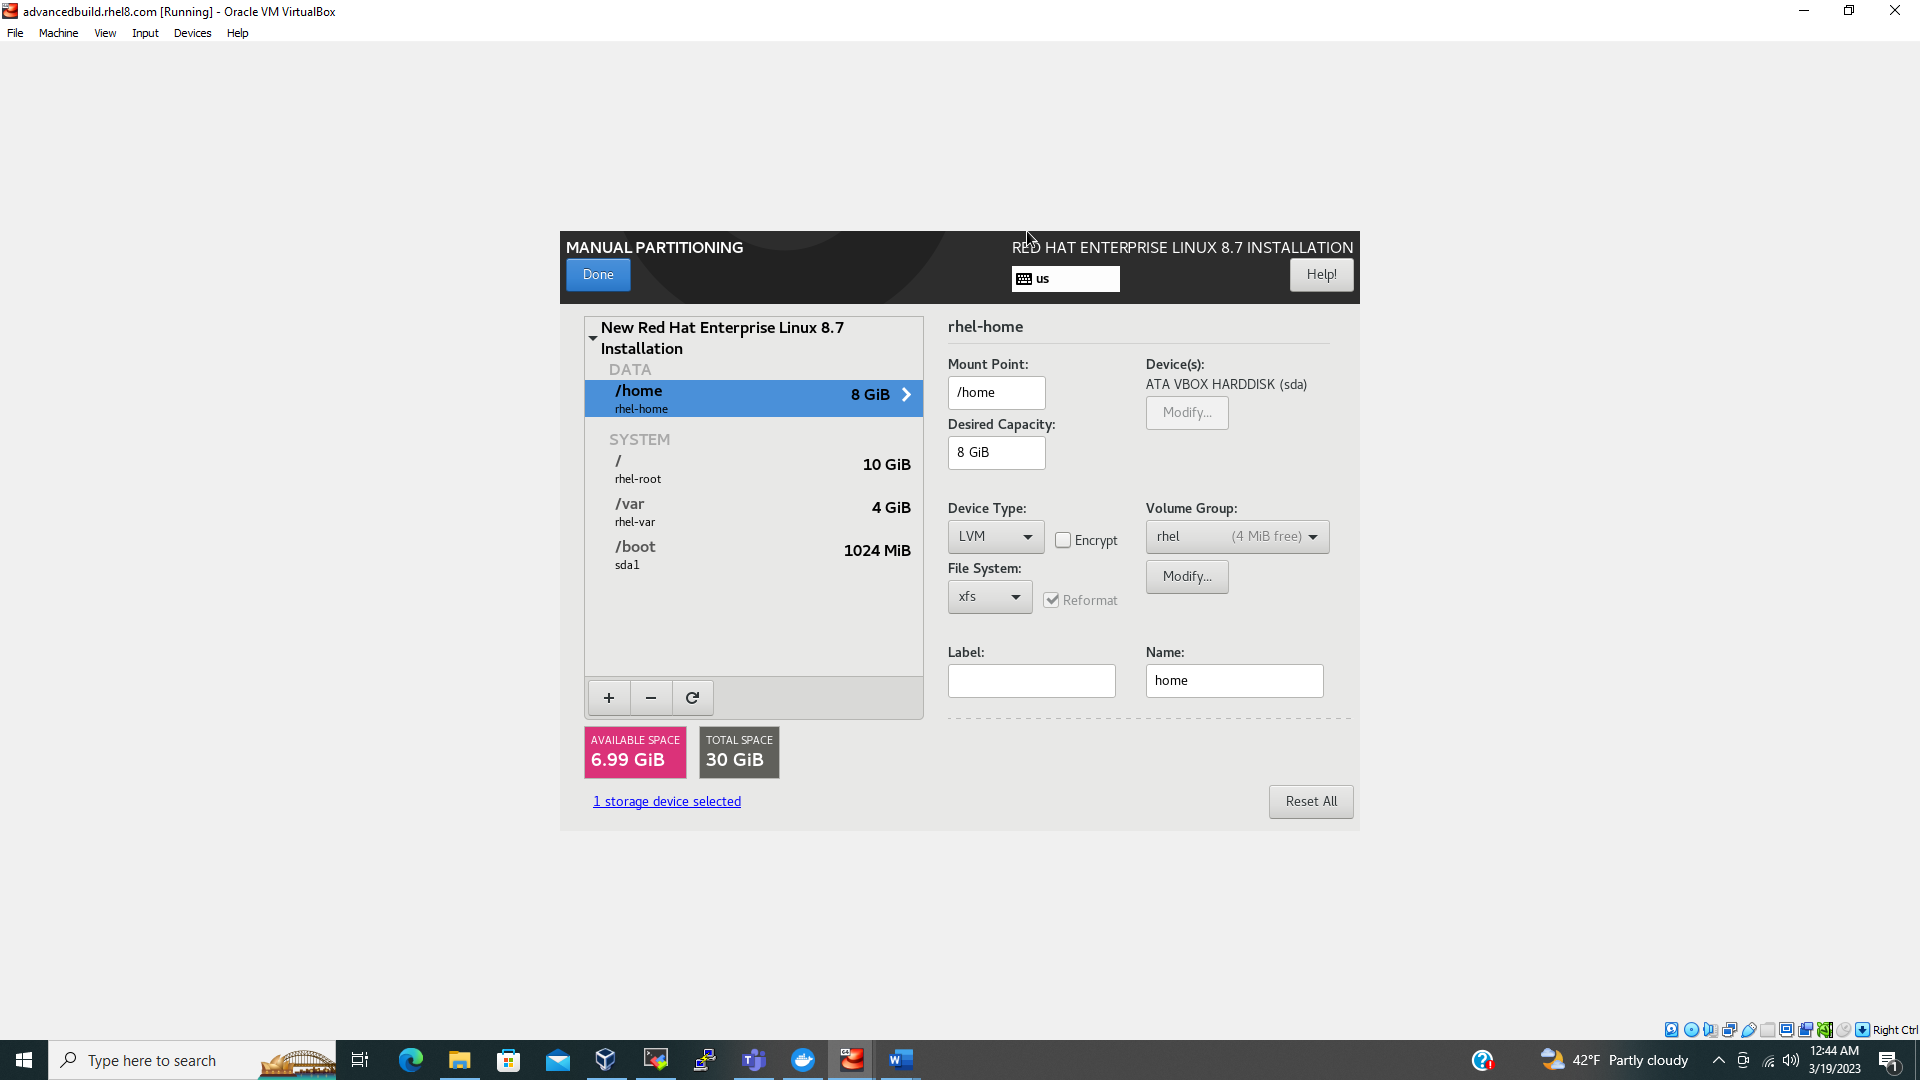 advancedbuild.rhel8.com [Running] - Oracle VM VirtualBox
File Machine View Input Devices Help
MANUAL PARTITIONING
RED HAT ENTERPRISE LINUX 8.7 INSTALLATION
Done
us
Help!
New Red Hat Enterprise Linux 8.7
Installation
DATA
/home
8 GiB
rhel-home
SYSTEM
/
10 GiB
rhel-root
/var
4 GiB
rhel-var
/boot
1024 MiB
sda1
rhel-home
Mount Point:
/home
Device(s):
ATA VBOX HARDDISK (sda)
Modify...
Desired Capacity:
8 GiB
Device Type:
LVM
Encrypt
Volume Group:
rhel (4 MiB free)
Modify...
File System:
xfs
Reformat
Label:
Name:
home
+ −
AVAILABLE SPACE
6.99 GiB
TOTAL SPACE
30 GiB
1 storage device selected
Reset All
Right Ctrl
Type here to search
42°F Partly cloudy
12:44 AM
3/19/2023
1